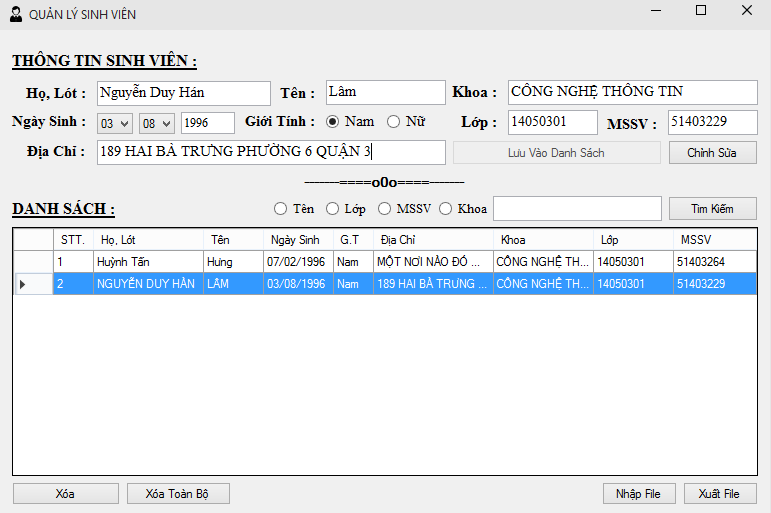 QUẢN LÝ SINH VIÊN
THÔNG TIN SINH VIÊN :
Họ, Lót : Nguyễn Duy Hán Tên : Lâm Khoa : CÔNG NGHỆ THÔNG TIN
Ngày Sinh : 03 08 1996 Giới Tính : Nam Nữ Lớp : 14050301 MSSV : 51403229
Địa Chỉ : 189 HAI BÀ TRƯNG PHƯỜNG 6 QUẬN 3 Lưu Vào Danh Sách Chỉnh Sửa
-------====o0o====-------
DANH SÁCH : Tên Lớp MSSV Khoa Tìm Kiếm
STT. Họ, Lót Tên Ngày Sinh G.T Địa Chỉ Khoa Lớp MSSV
1 Huỳnh Tấn Hưng 07/02/1996 Nam MỘT NƠI NÀO ĐÓ ... CÔNG NGHỆ TH... 14050301 51403264
2 NGUYỄN DUY HÁN LÂM 03/08/1996 Nam 189 HAI BÀ TRƯNG ... CÔNG NGHỆ TH... 14050301 51403229
Xóa Xóa Toàn Bộ Nhập File Xuất File